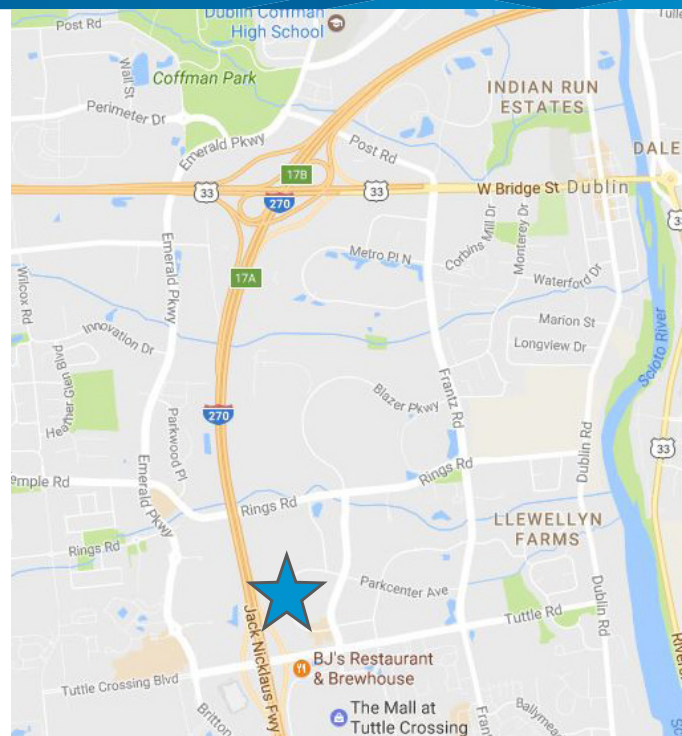 Dublin Coffman
High School
Post Rd
Wall St
Coffman Park
Perimeter Dr
Emerald Pkwy
INDIAN RUN
ESTATES
Post Rd
DALE
17B
33
270
33
W Bridge St
Dublin
17A
Metro Pl N
Corbins Mill Dr
Monterey Dr
Waterford Dr
Wilcox Rd
Emerald Pkwy
Innovation Dr
Marion St
Longview Dr
Scioto River
Heather Glen Blvd
270
Blazer Pkwy
Frantz Rd
Parkwood Pl
Dublin Rd
33
Emerald Pkwy
Rings Rd
Rings Rd
Rings Rd
LLEWELLYN
FARMS
Parkcenter Ave
Tuttle Rd
Dublin Rd
Jack Nicklaus Fwy
Tuttle Crossing Blvd
BJ's Restaurant
& Brewhouse
The Mall at
Tuttle Crossing
Britton